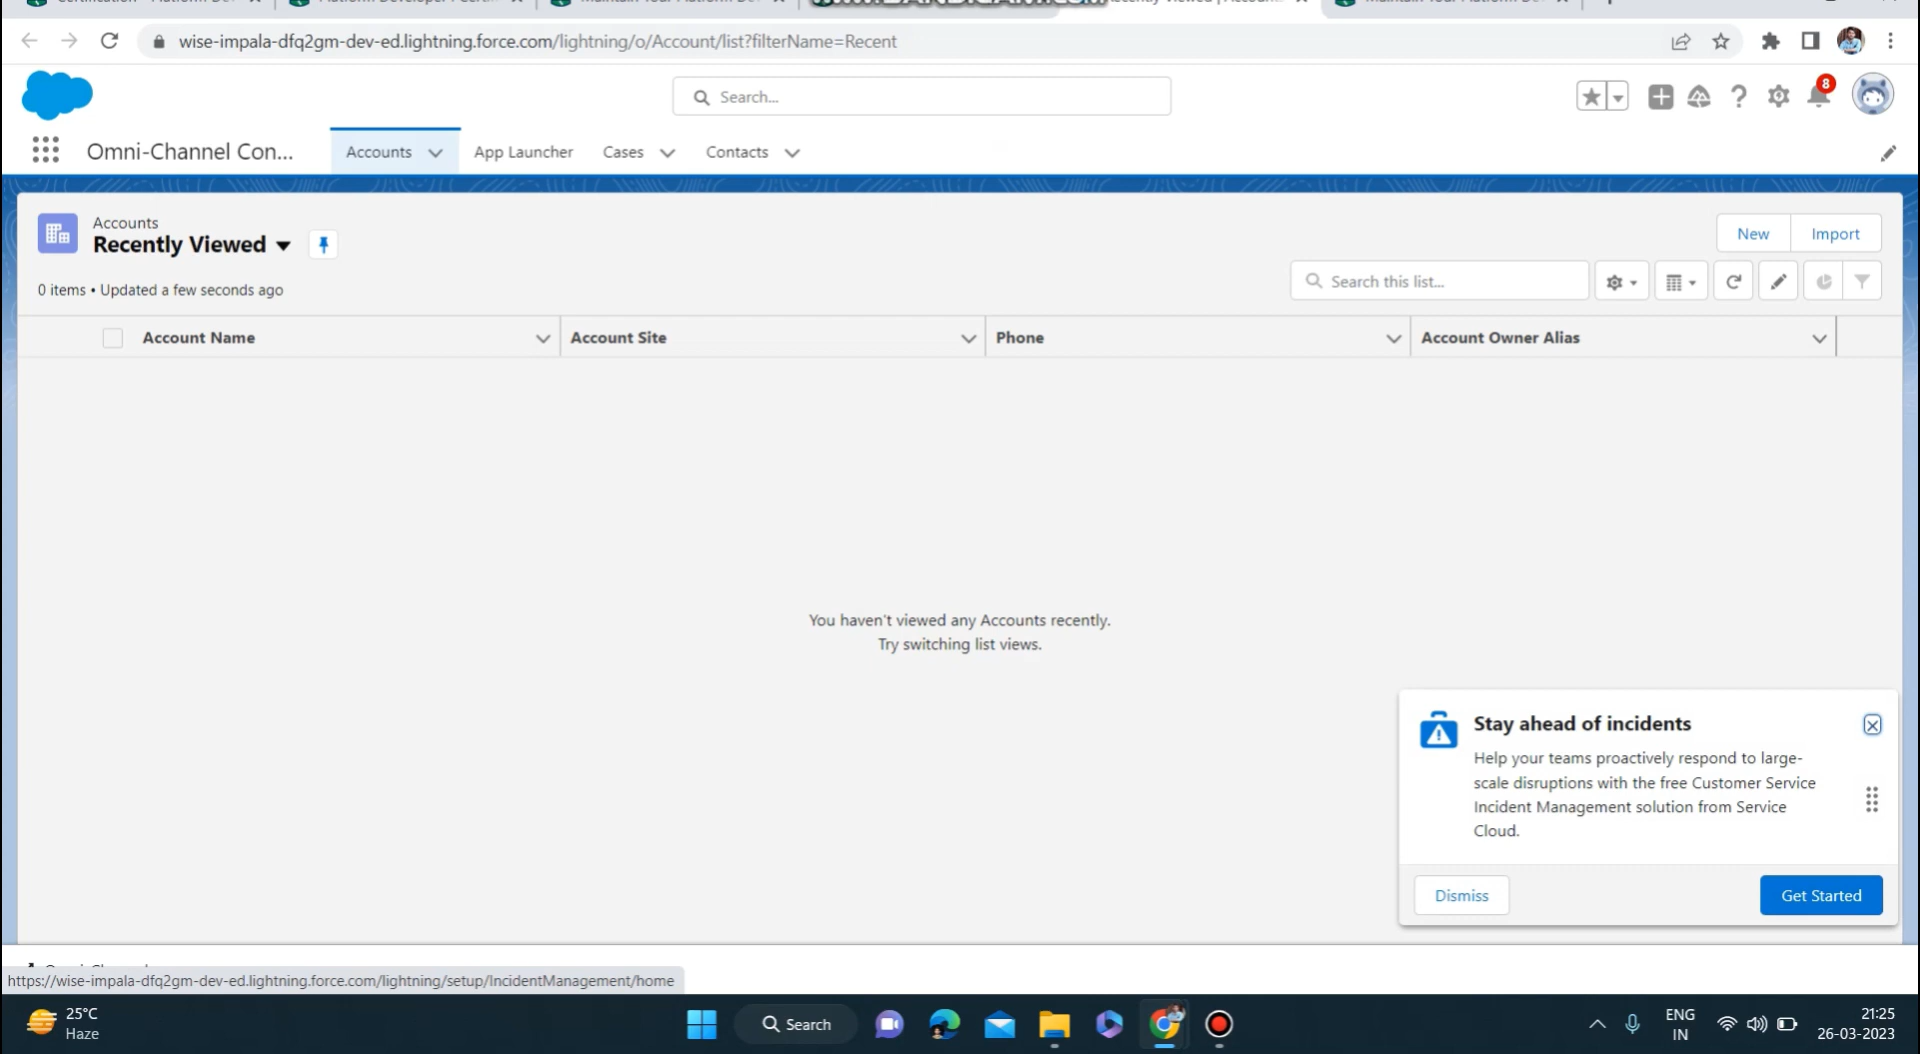 wise-impala-dfq2gm-dev-ed.lightning.force.com/lightning/o/Account/list?filterName=Recent
Search...
8
Omni-Channel Con...
Accounts
App Launcher
Cases
Contacts
Accounts
Recently Viewed
New
Import
0 items • Updated a few seconds ago
Search this list...
Account Name
Account Site
Phone
Account Owner Alias
You haven't viewed any Accounts recently.
Try switching list views.
Stay ahead of incidents
Help your teams proactively respond to large-
scale disruptions with the free Customer Service
Incident Management solution from Service
Cloud.
Dismiss
Get Started
https://wise-impala-dfq2gm-dev-ed.lightning.force.com/lightning/setup/IncidentManagement/home
25°C
Haze
Search
ENG
IN
21:25
26-03-2023